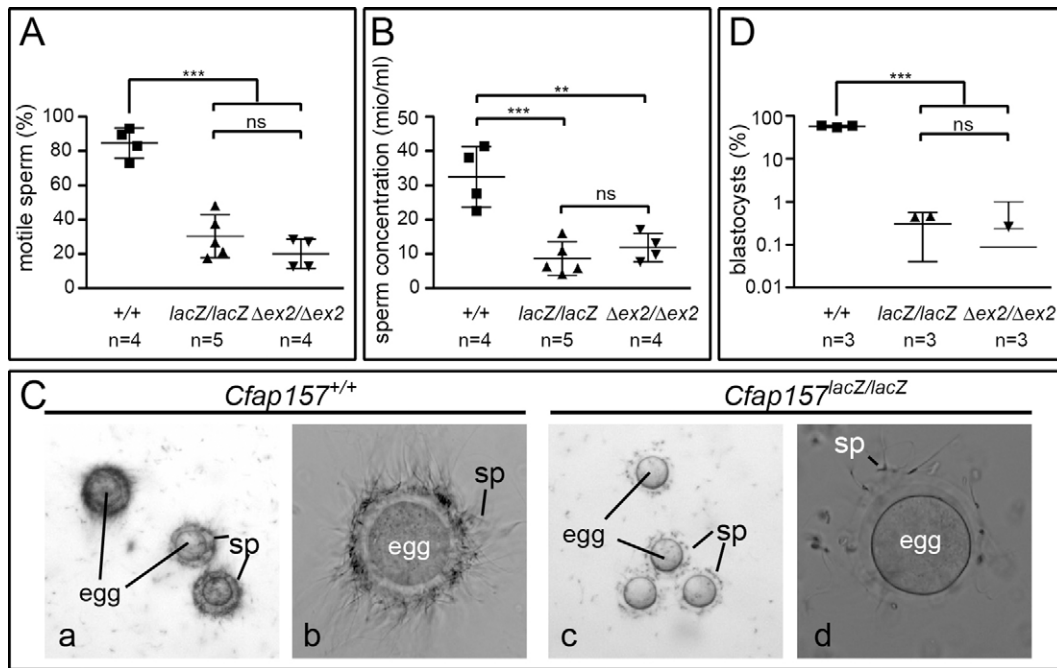 A
motile sperm (%)
100
80
60
40
20
0
***
ns
+/+ lacZ/lacZ Δex2/Δex2
n=4 n=5 n=4
B
sperm concentration (mio/ml)
50
40
30
20
10
0
**
***
ns
+/+ lacZ/lacZ Δex2/Δex2
n=4 n=5 n=4
D
blastocysts (%)
100
10
1
0.1
0.01
***
ns
+/+ lacZ/lacZ Δex2/Δex2
n=3 n=3 n=3
C
Cfap157+/+
Cfap157lacZ/lacZ
egg
sp
a
sp
egg
b
egg
sp
c
sp
egg
d